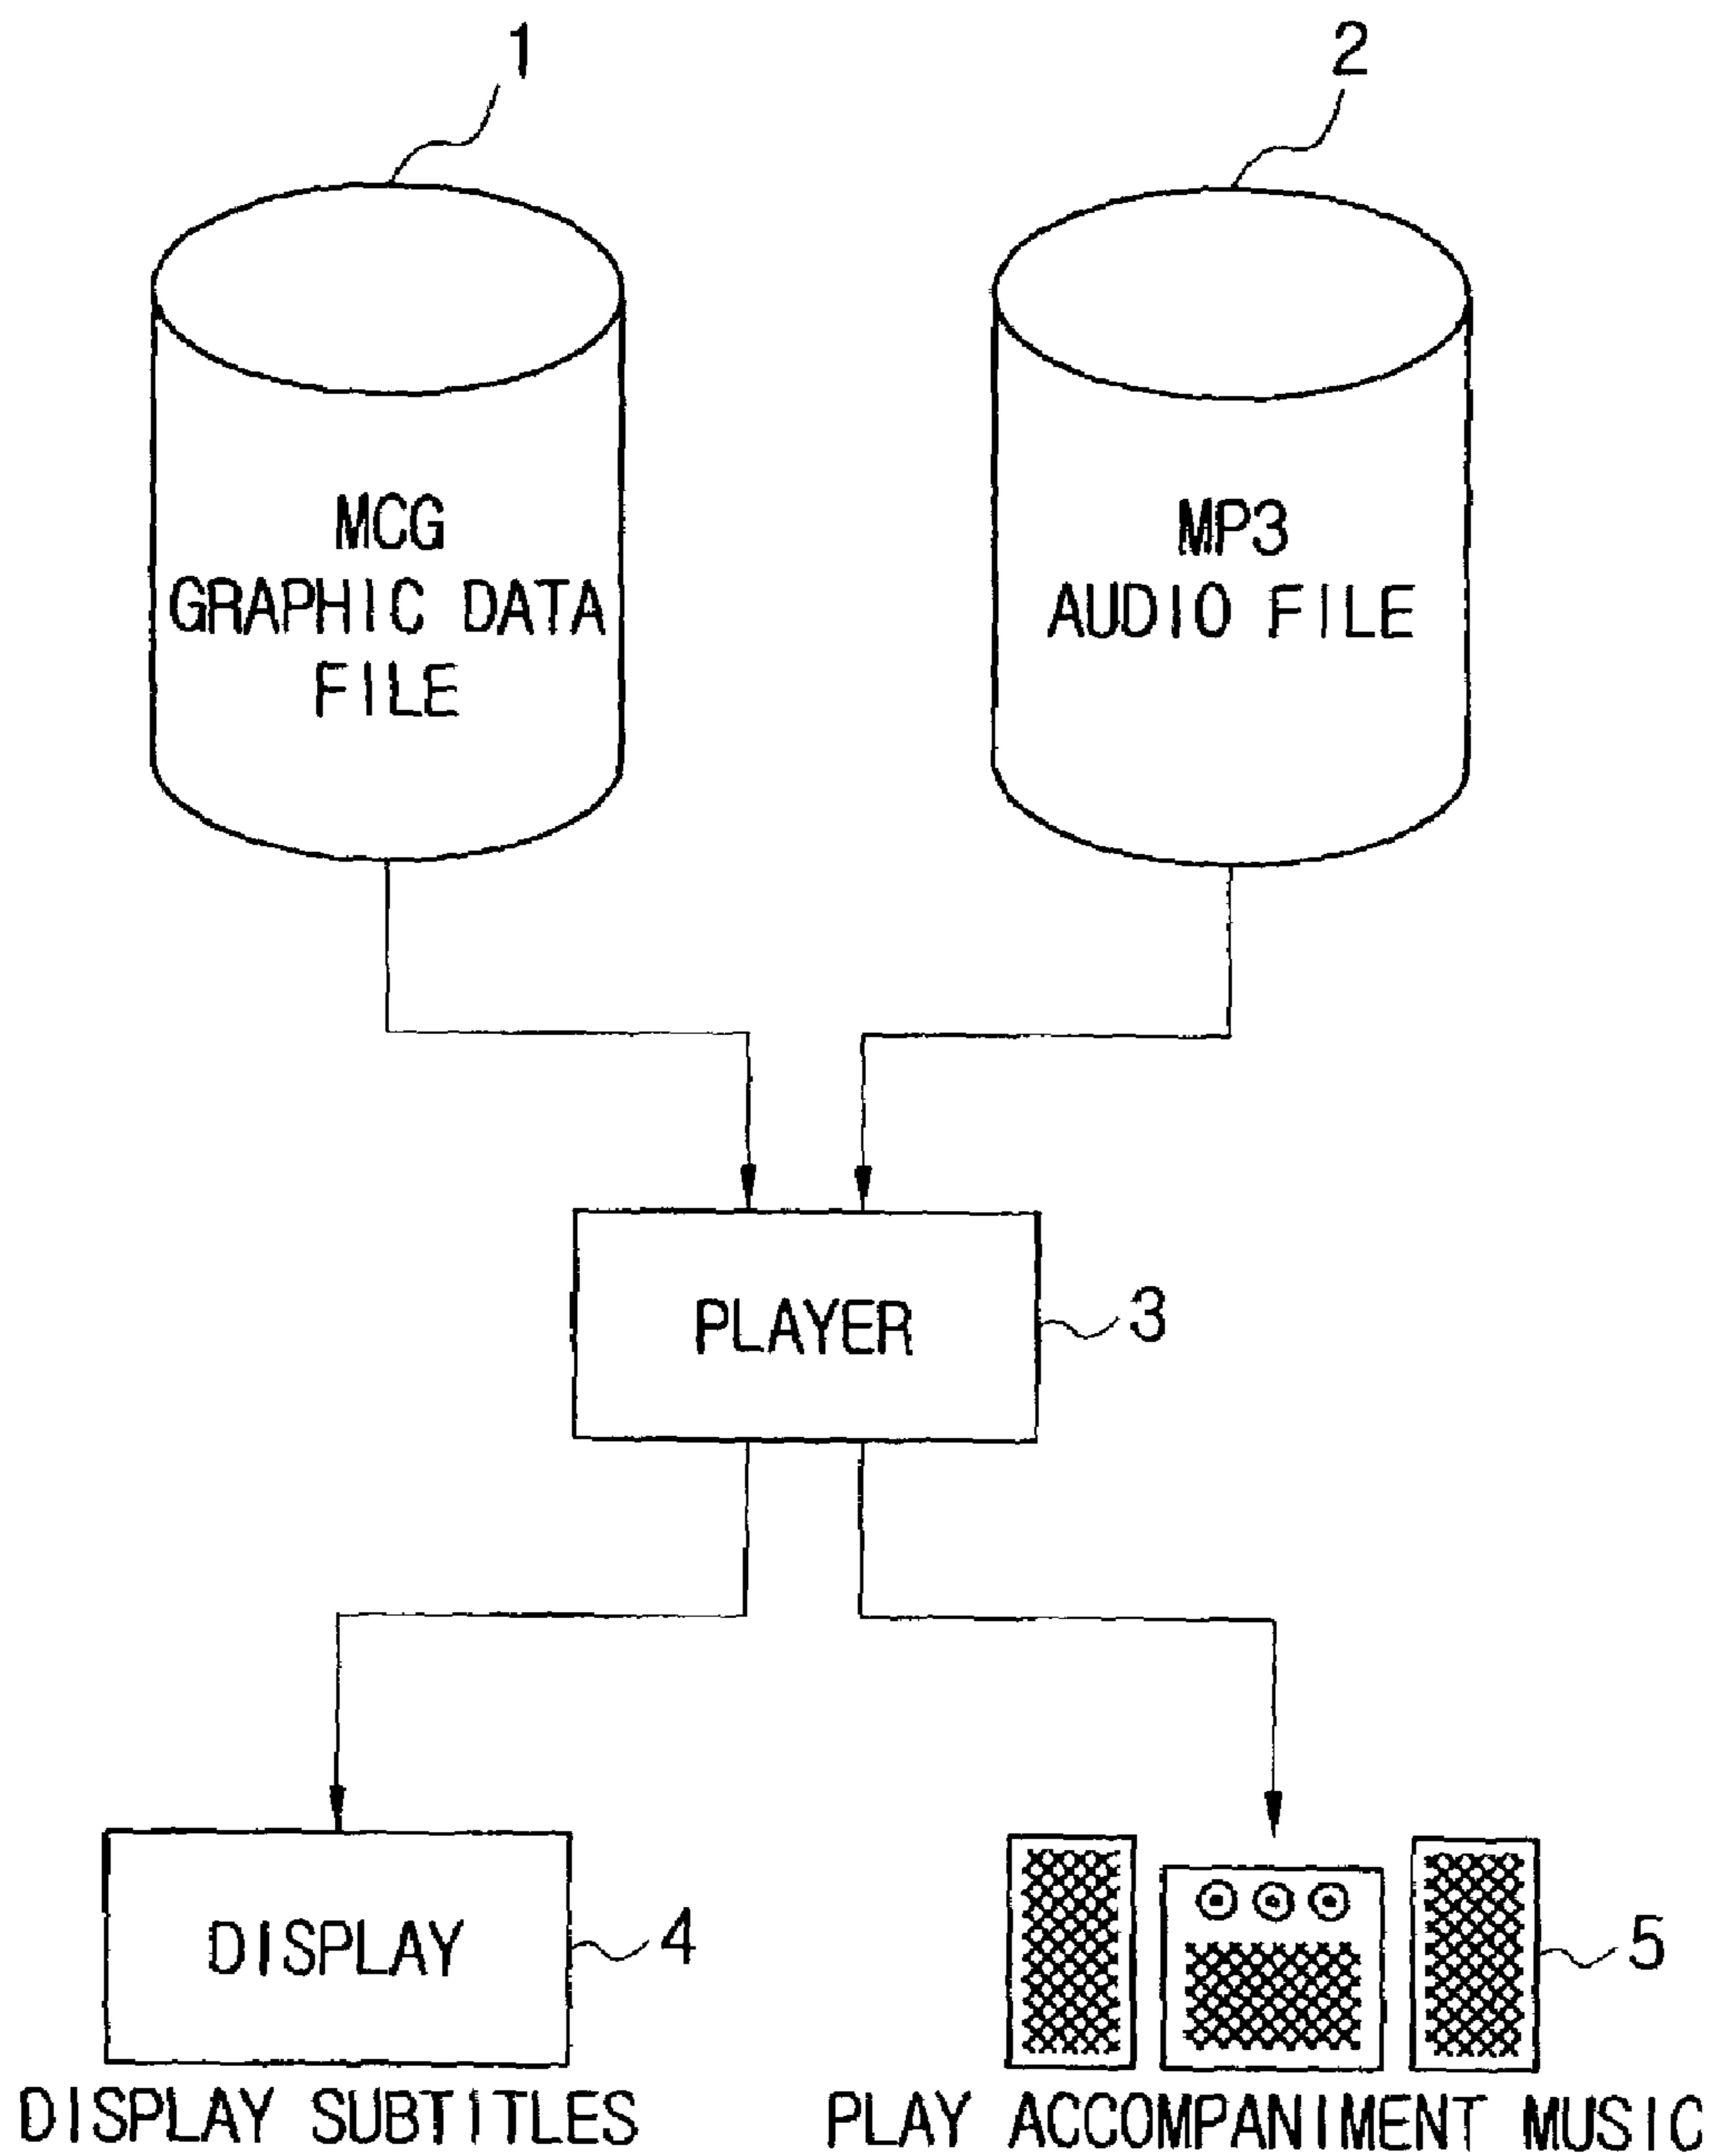 1
2
MCG
GRAPHIC DATA
FILE
MP3
AUDIO FILE
PLAYER
3
DISPLAY
4
5
DISPLAY SUBTITLES
PLAY ACCOMPANIMENT MUSIC